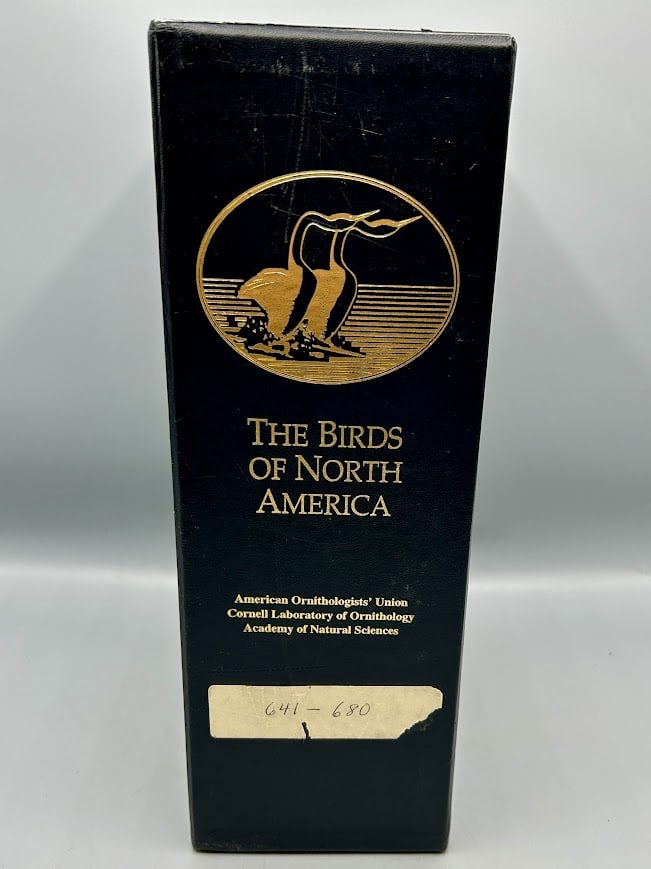 THE BIRDS
OF NORTH
AMERICA
American Ornithologists' Union
Cornell Laboratory of Ornithology
Academy of Natural Sciences
641 – 680